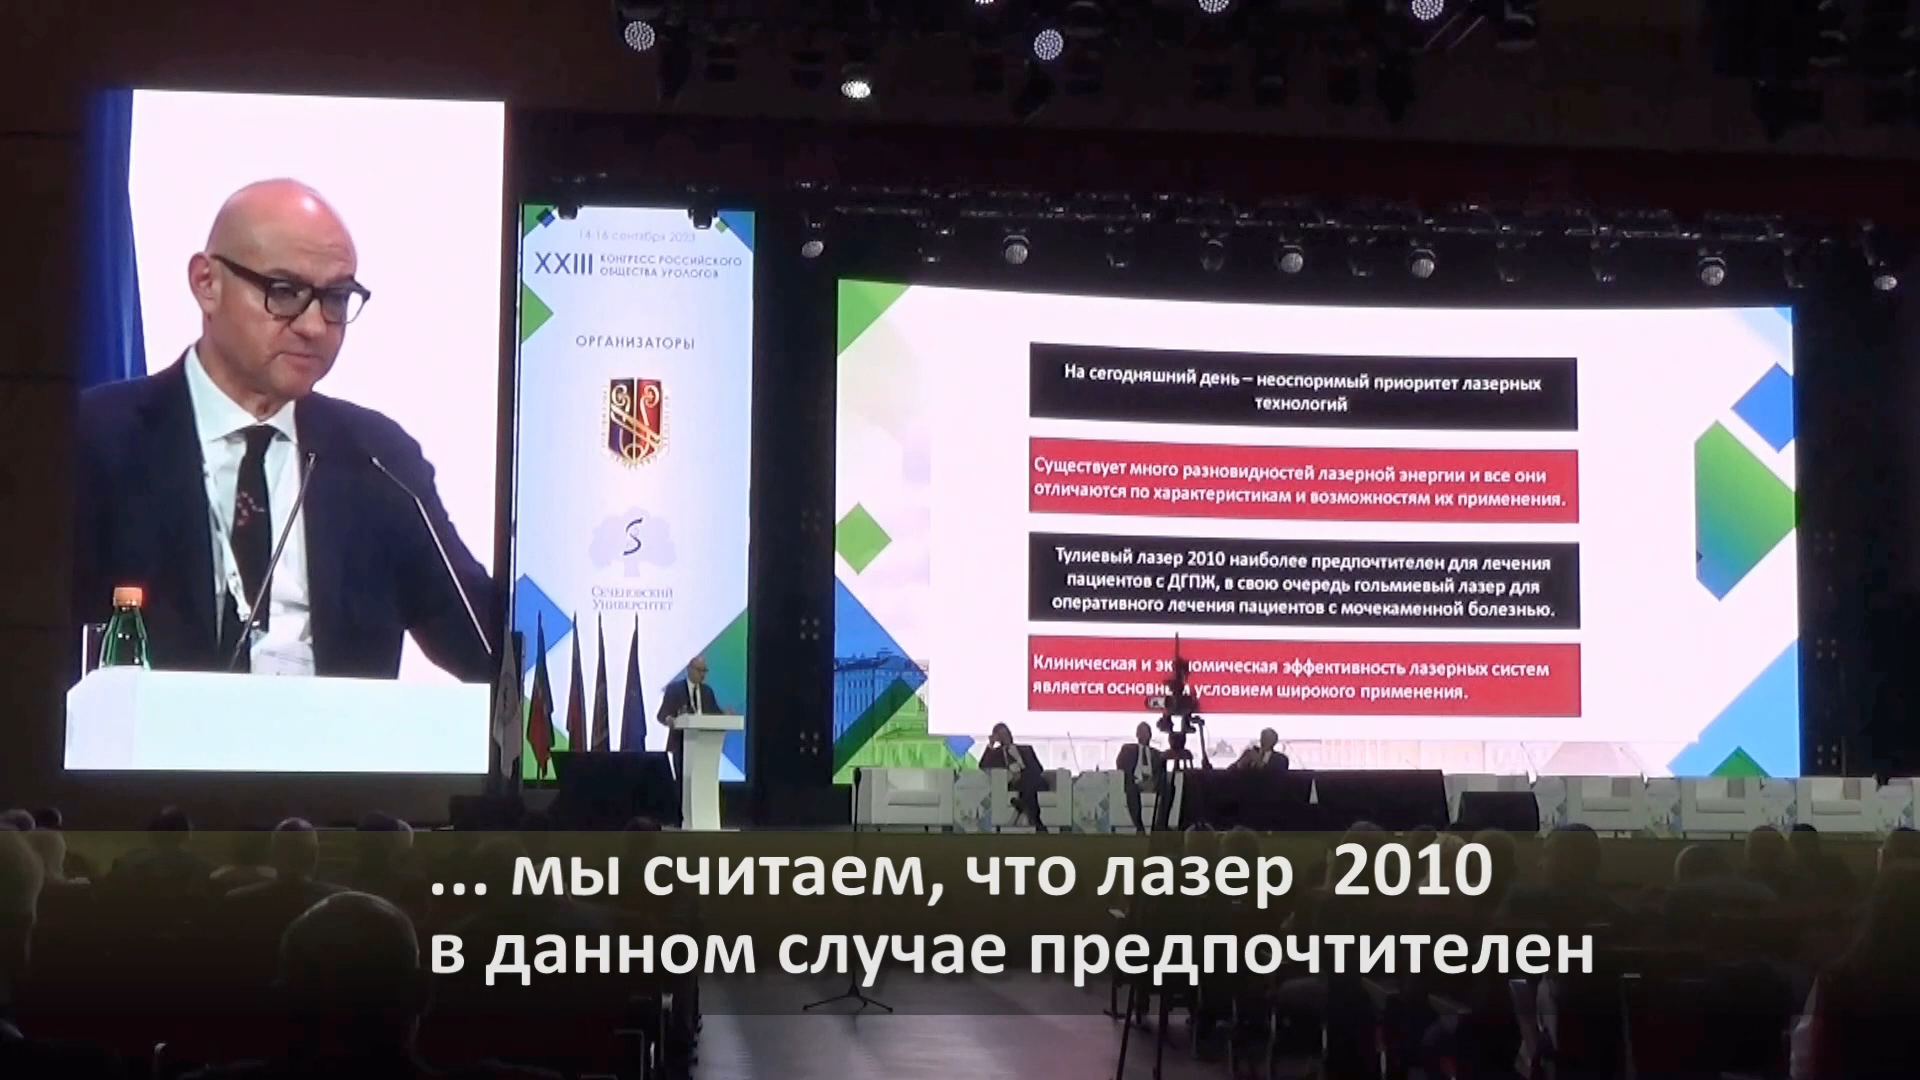 14-16 сентября 2023
XXIII КОНГРЕСС РОССИЙСКОГО
ОБЩЕСТВА УРОЛОГОВ
ОРГАНИЗАТОРЫ
СЕЧЕНОВСКИЙ
УНИВЕРСИТЕТ
На сегодняшний день – неоспоримый приоритет лазерных
технологий
Существует много разновидностей лазерной энергии и все они
отличаются по характеристикам и возможностям их применения.
Тулиевый лазер 2010 наиболее предпочтителен для лечения
пациентов с ДГПЖ, в свою очередь гольмиевый лазер для
оперативного лечения пациентов с мочекаменной болезнью.
Клиническая и экономическая эффективность лазерных систем
является основным условием широкого применения.
... мы считаем, что лазер 2010
в данном случае предпочтителен